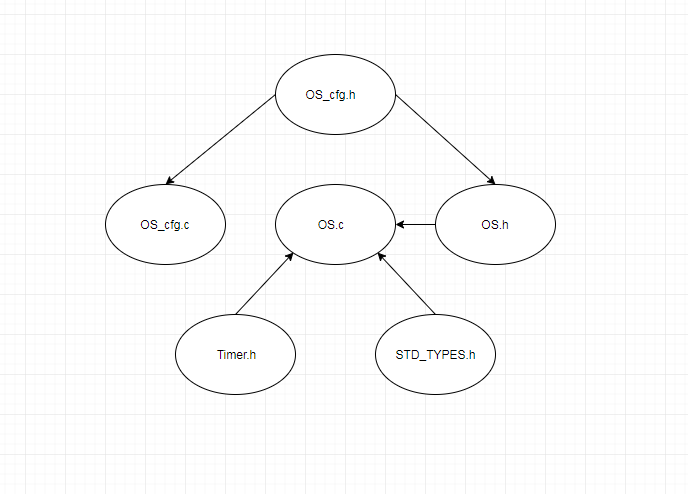 OS_cfg.h
OS_cfg.c
OS.c
OS.h
Timer.h
STD_TYPES.h